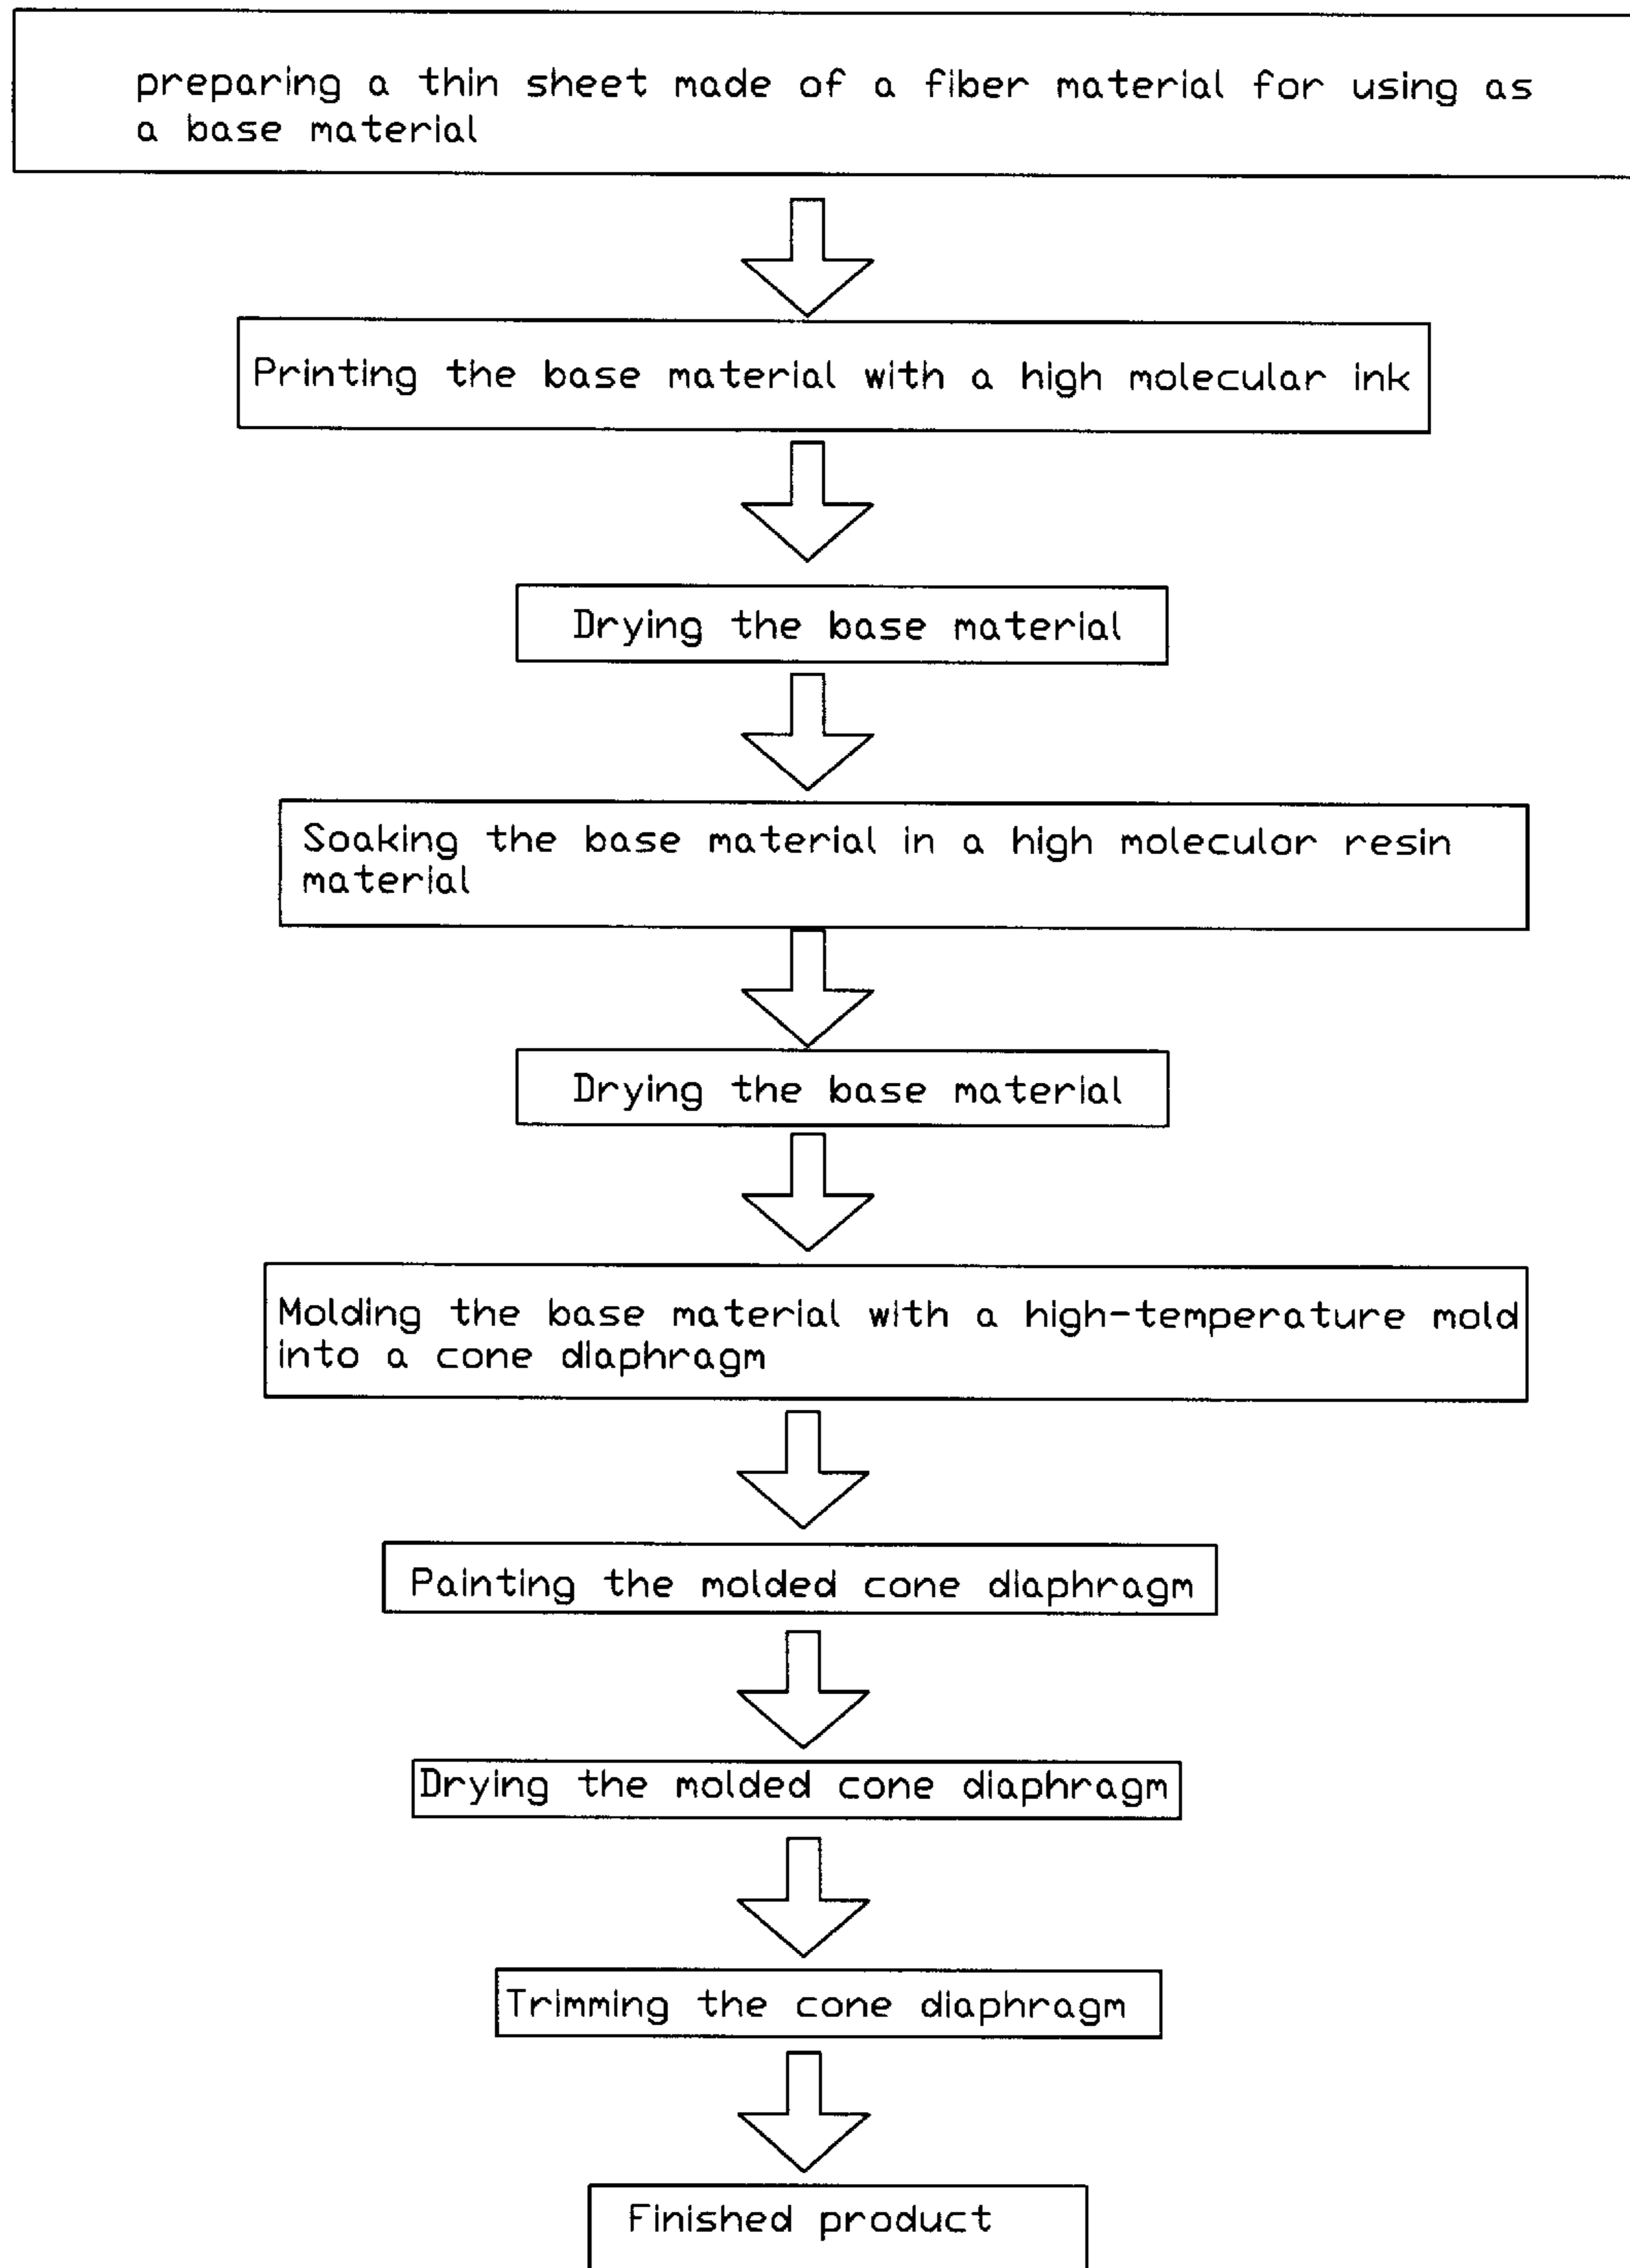 preparing a thin sheet made of a fiber material for using as
a base material
Printing the base material with a high molecular ink
Drying the base material
Soaking the base material in a high moleculor resin
material
Drying the base material
Molding the base material with a high-temperature mold
into a cone diaphragm
Painting the molded cone diaphragm
Drying the molded cone diaphragm
Trimming the cone diaphragm
Finished product